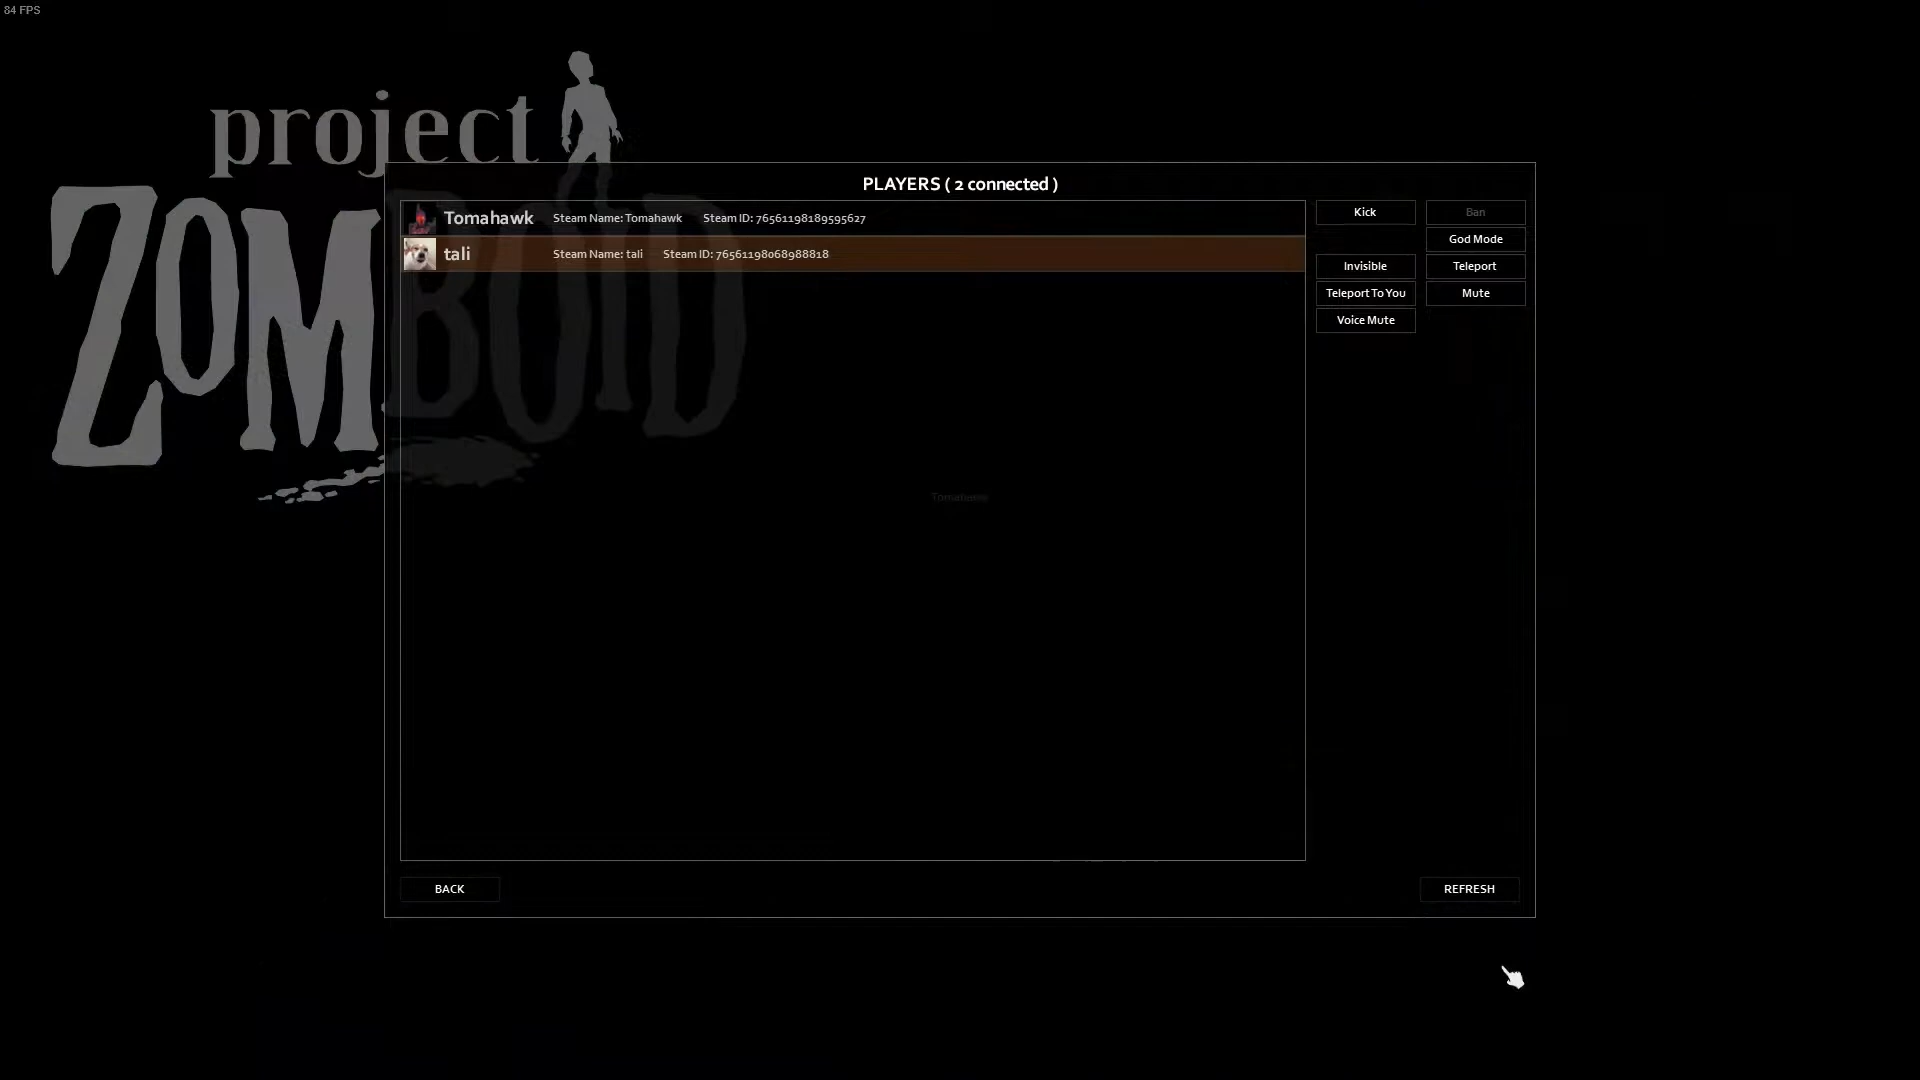 84 FPS
project
ZOMBOID
PLAYERS ( 2 connected )
Tomahawk Steam Name: Tomahawk Steam ID: 76561198189595627
tali Steam Name: tali Steam ID: 76561198068988818
Kick Ban
God Mode
Invisible Teleport
Teleport To You Mute
Voice Mute
Tomahawk
BACK REFRESH